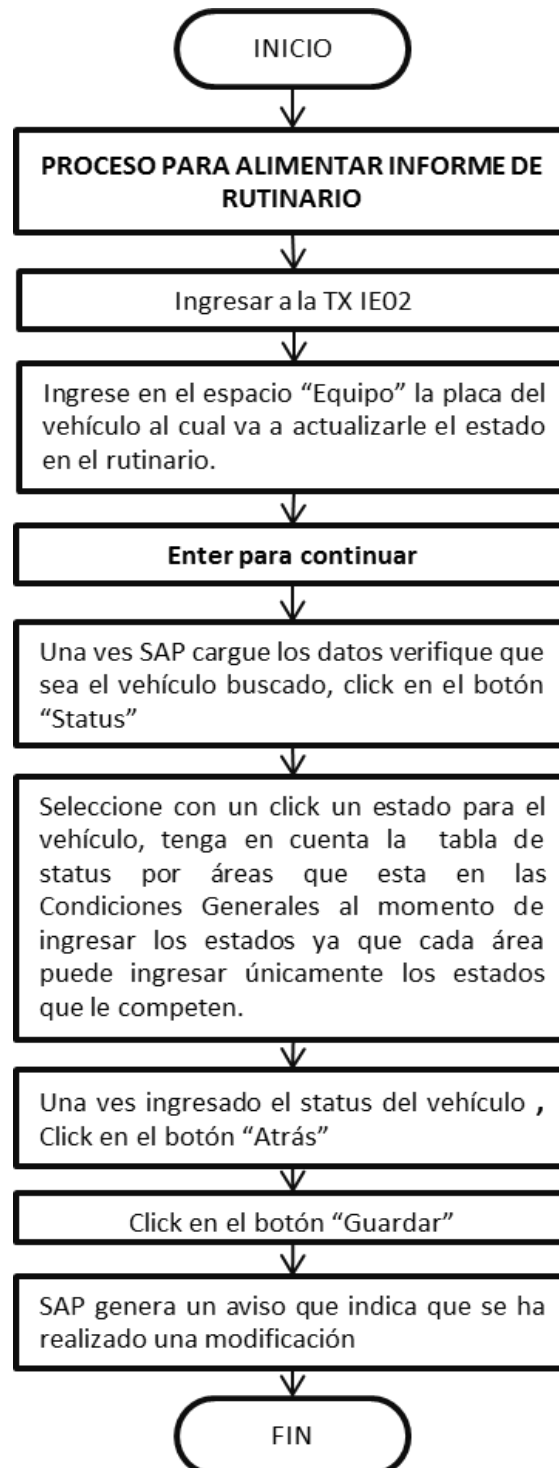 INICIO
PROCESO PARA ALIMENTAR INFORME DE
RUTINARIO
Ingresar a la TX IE02
Ingrese en el espacio “Equipo” la placa del
vehículo al cual va a actualizarle el estado
en el rutinario.
Enter para continuar
Una ves SAP cargue los datos verifique que
sea el vehículo buscado, click en el botón
“Status”
Seleccione con un click un estado para el
vehículo, tenga en cuenta la tabla de
status por áreas que esta en las
Condiciones Generales al momento de
ingresar los estados ya que cada área
puede ingresar únicamente los estados
que le competen.
Una ves ingresado el status del vehículo ,
Click en el botón “Atrás”
Click en el botón “Guardar”
SAP genera un aviso que indica que se ha
realizado una modificación
FIN